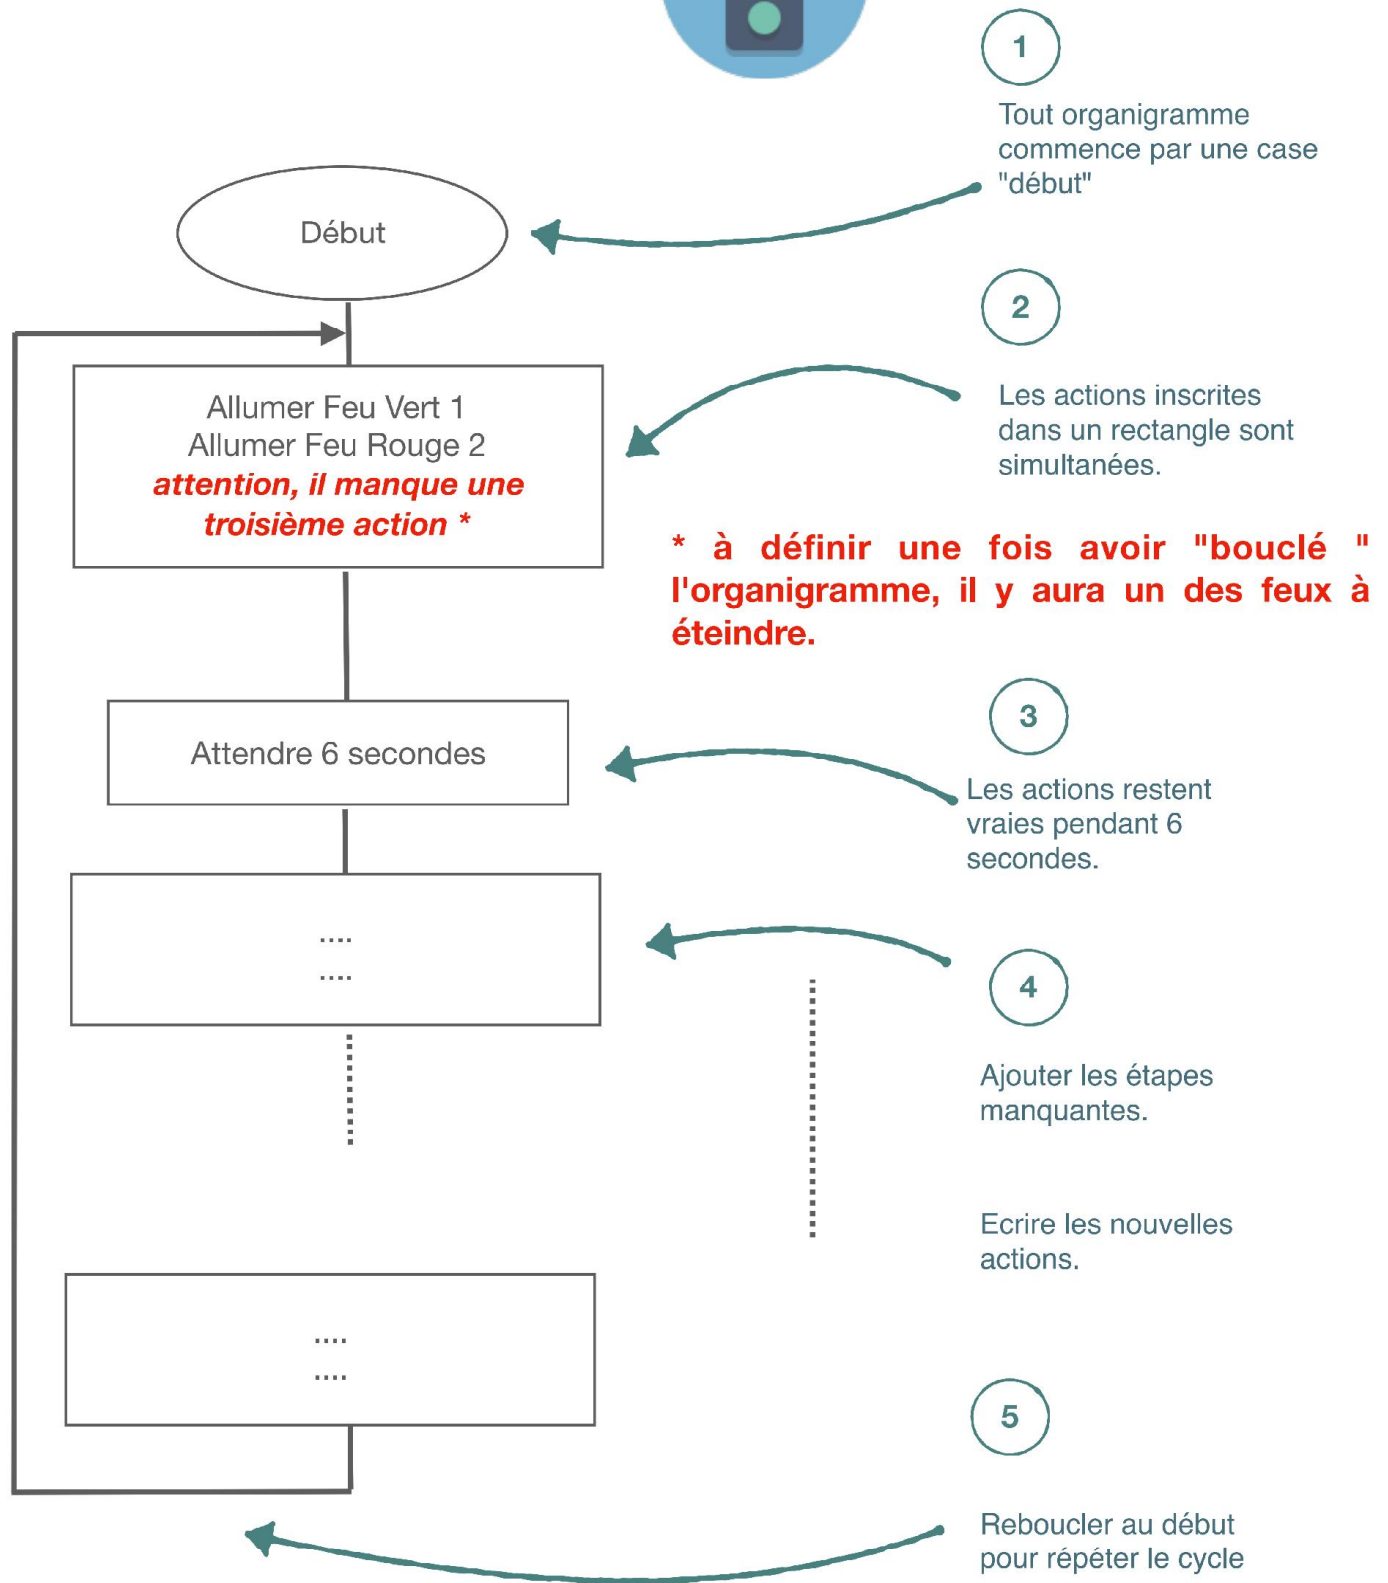 1
Tout organigramme
commence par une case
"début"
Début
2
Les actions inscrites
dans un rectangle sont
simultanées.
Allumer Feu Vert 1
Allumer Feu Rouge 2
attention, il manque une
troisième action *
* à définir une fois avoir "bouclé "
l'organigramme, il y aura un des feux à
éteindre.
3
Les actions restent
vraies pendant 6
secondes.
Attendre 6 secondes
....
....
4
Ajouter les étapes
manquantes.
Ecrire les nouvelles
actions.
....
....
5
Reboucler au début
pour répéter le cycle